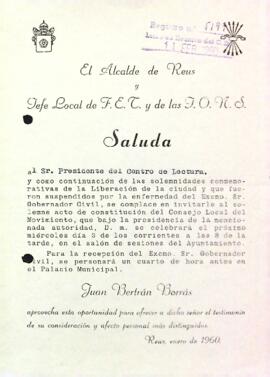 Registro n.º
11 FEB 1960
El Alcalde de Reus
y
Jefe Local de F. E. T. y de las J. O. N. S.
Saluda
al Sr. Presidente del Centro de Lectura,
y como continuación de las solemnidades conmemo-
rativas de la Liberación de la ciudad y que fue-
ron suspendidos por la enfermedad del Excmo. Sr.
Gobernador Civil, se complace en invitarle al so-
lemne acto de constitución del Consejo Local del
Movimiento, que bajo la presidencia de la mencio-
nada autoridad, D. m. se celebrará el próximo
miércoles día 3 de los corrientes a las 8 de la
tarde, en el salón de sesiones del Ayuntamiento.
Para la recepción del Excmo. Sr. Goberna-
dor Civil, se personará un cuarto de hora antes en
el Palacio Municipal.
Juan Bertrán Borrás
aprovecha esta oportunidad para ofrecer a dicho señor el testimonio
de su consideración y afecto personal más distinguidos.
Reus, enero de 1960.